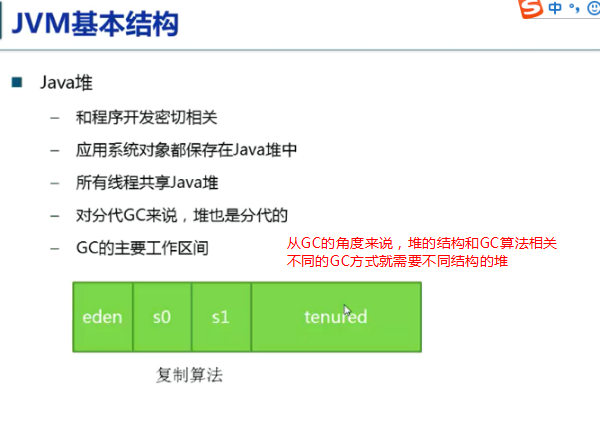 JVM基本结构
中
Java堆
– 和程序开发密切相关
– 应用系统对象都保存在Java堆中
– 所有线程共享Java堆
– 对分代GC来说，堆也是分代的
– GC的主要工作区间
从GC的角度来说，堆的结构和GC算法相关
不同的GC方式就需要不同结构的堆
eden s0 s1 tenured
复制算法